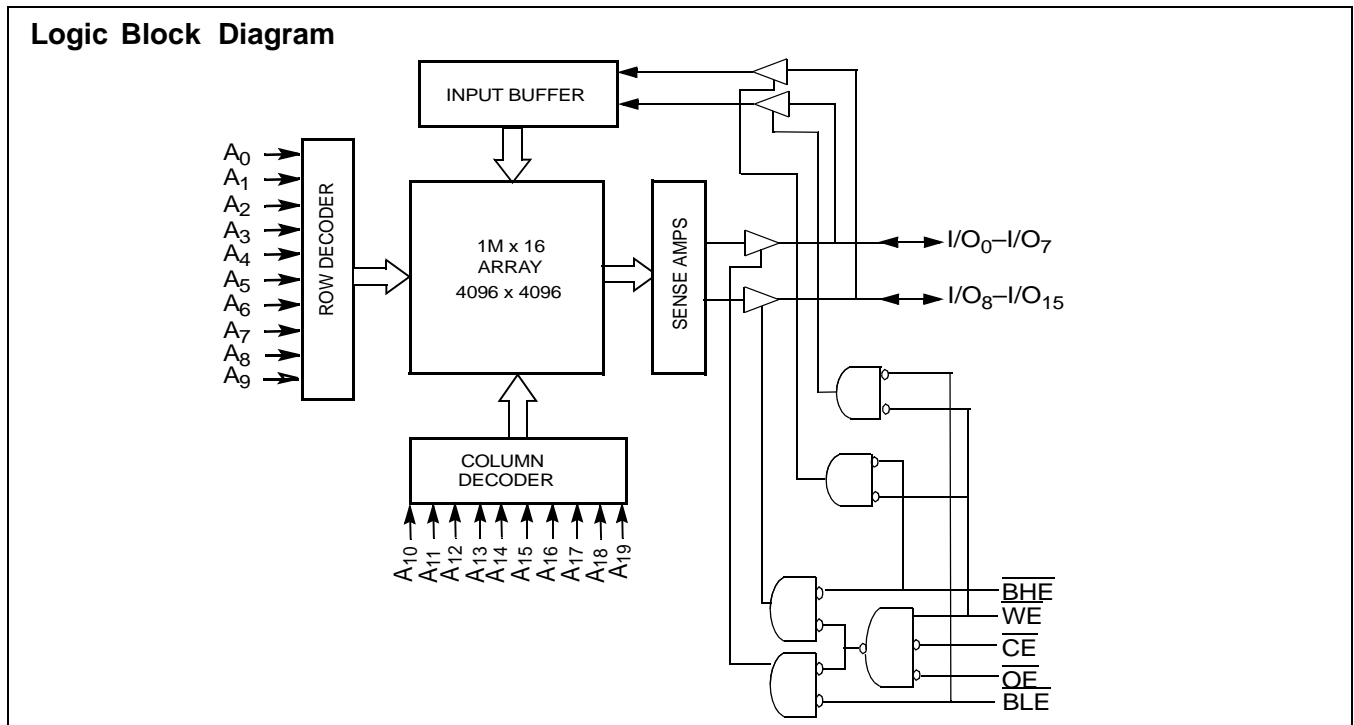 Logic Block Diagram
INPUT BUFFER
A0
A1
A2
A3
A4
A5
A6
A7
A8
A9
ROW DECODER
1M x 16
ARRAY
4096 x 4096
SENSE AMPS
I/O0–I/O7
I/O8–I/O15
COLUMN
DECODER
A10
A11
A12
A13
A14
A15
A16
A17
A18
A19
BHE
WE
CE
OE
BLE